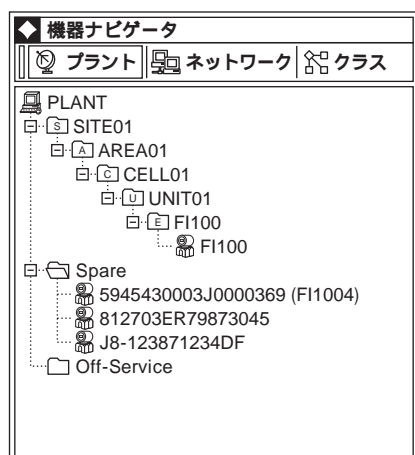 機器ナビゲータ
プラント ネットワーク クラス
PLANT
S SITE01
A AREA01
C CELL01
U UNIT01
E FI100
FI100
Spare
5945430003J0000369 (FI1004)
812703ER79873045
J8-123871234DF
Off-Service